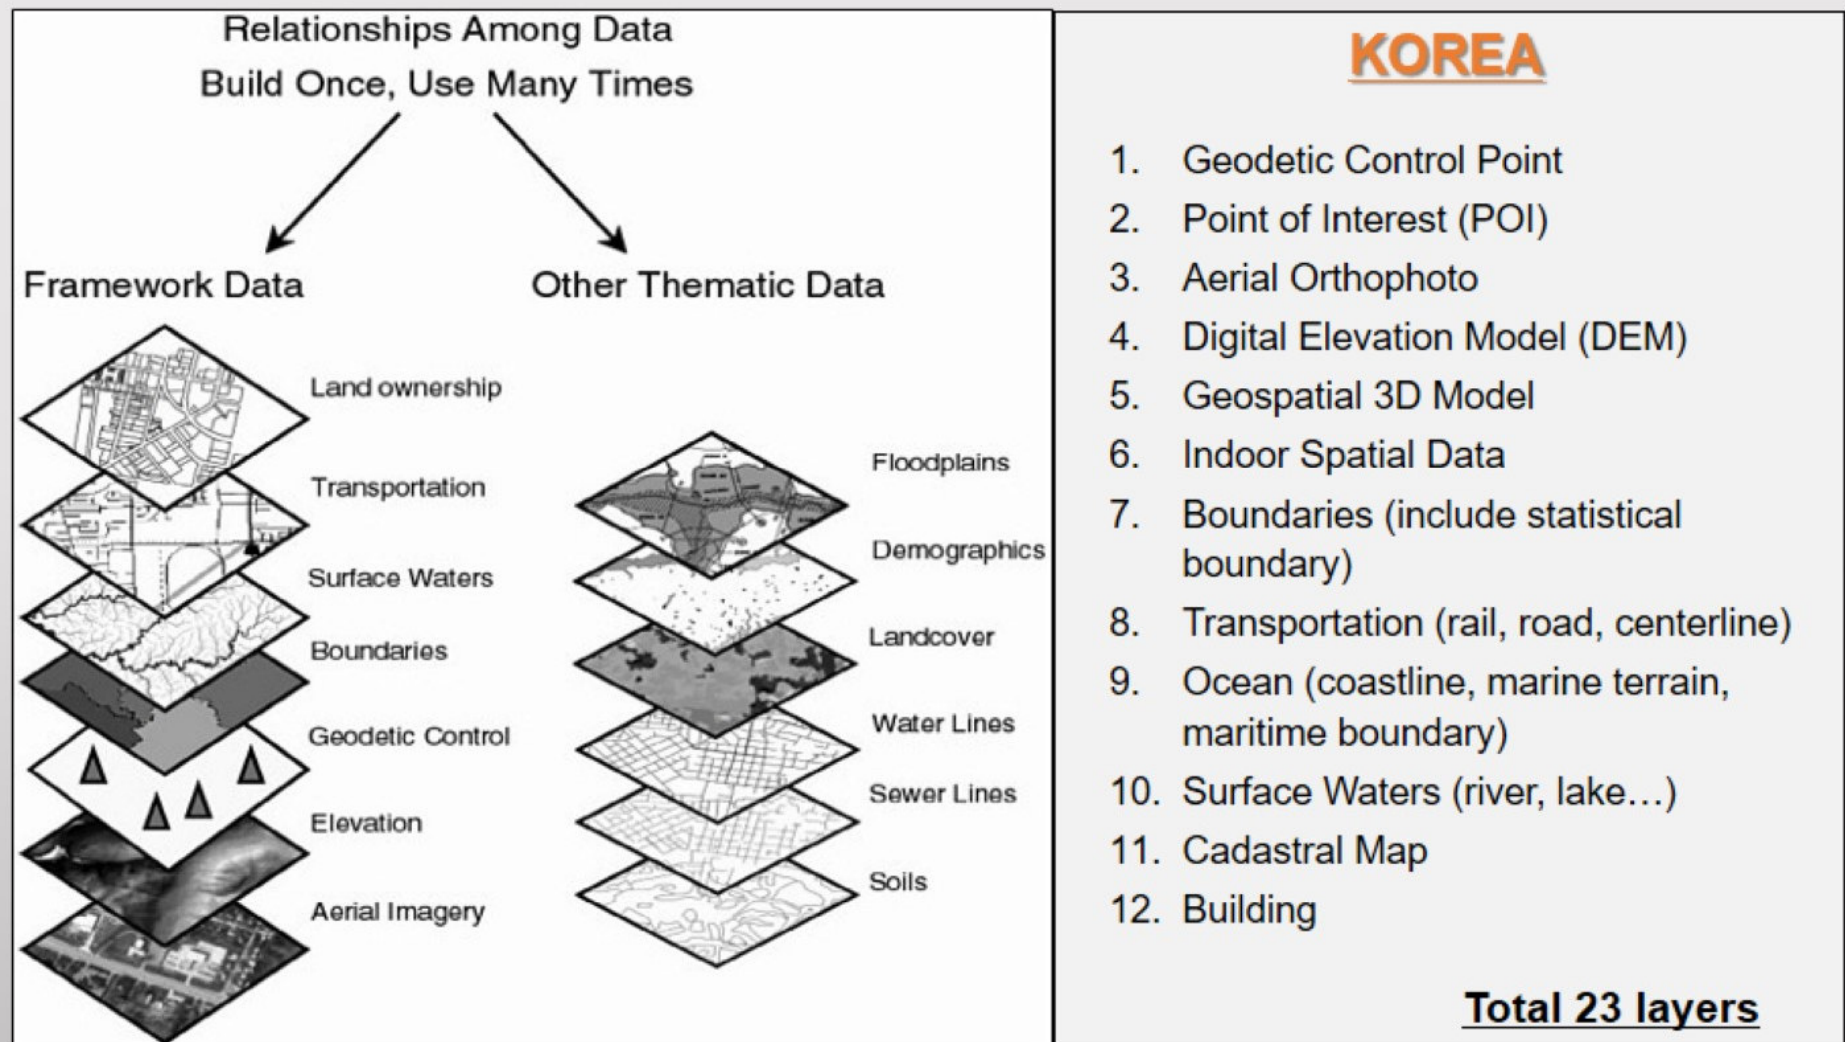 Relationships Among Data
Build Once, Use Many Times
Framework Data
Other Thematic Data
Land ownership
Transportation
Surface Waters
Boundaries
Geodetic Control
Elevation
Aerial Imagery
Floodplains
Demographics
Landcover
Water Lines
Sewer Lines
Soils
KOREA
1. Geodetic Control Point
2. Point of Interest (POI)
3. Aerial Orthophoto
4. Digital Elevation Model (DEM)
5. Geospatial 3D Model
6. Indoor Spatial Data
7. Boundaries (include statistical
boundary)
8. Transportation (rail, road, centerline)
9. Ocean (coastline, marine terrain,
maritime boundary)
10. Surface Waters (river, lake…)
11. Cadastral Map
12. Building
Total 23 layers